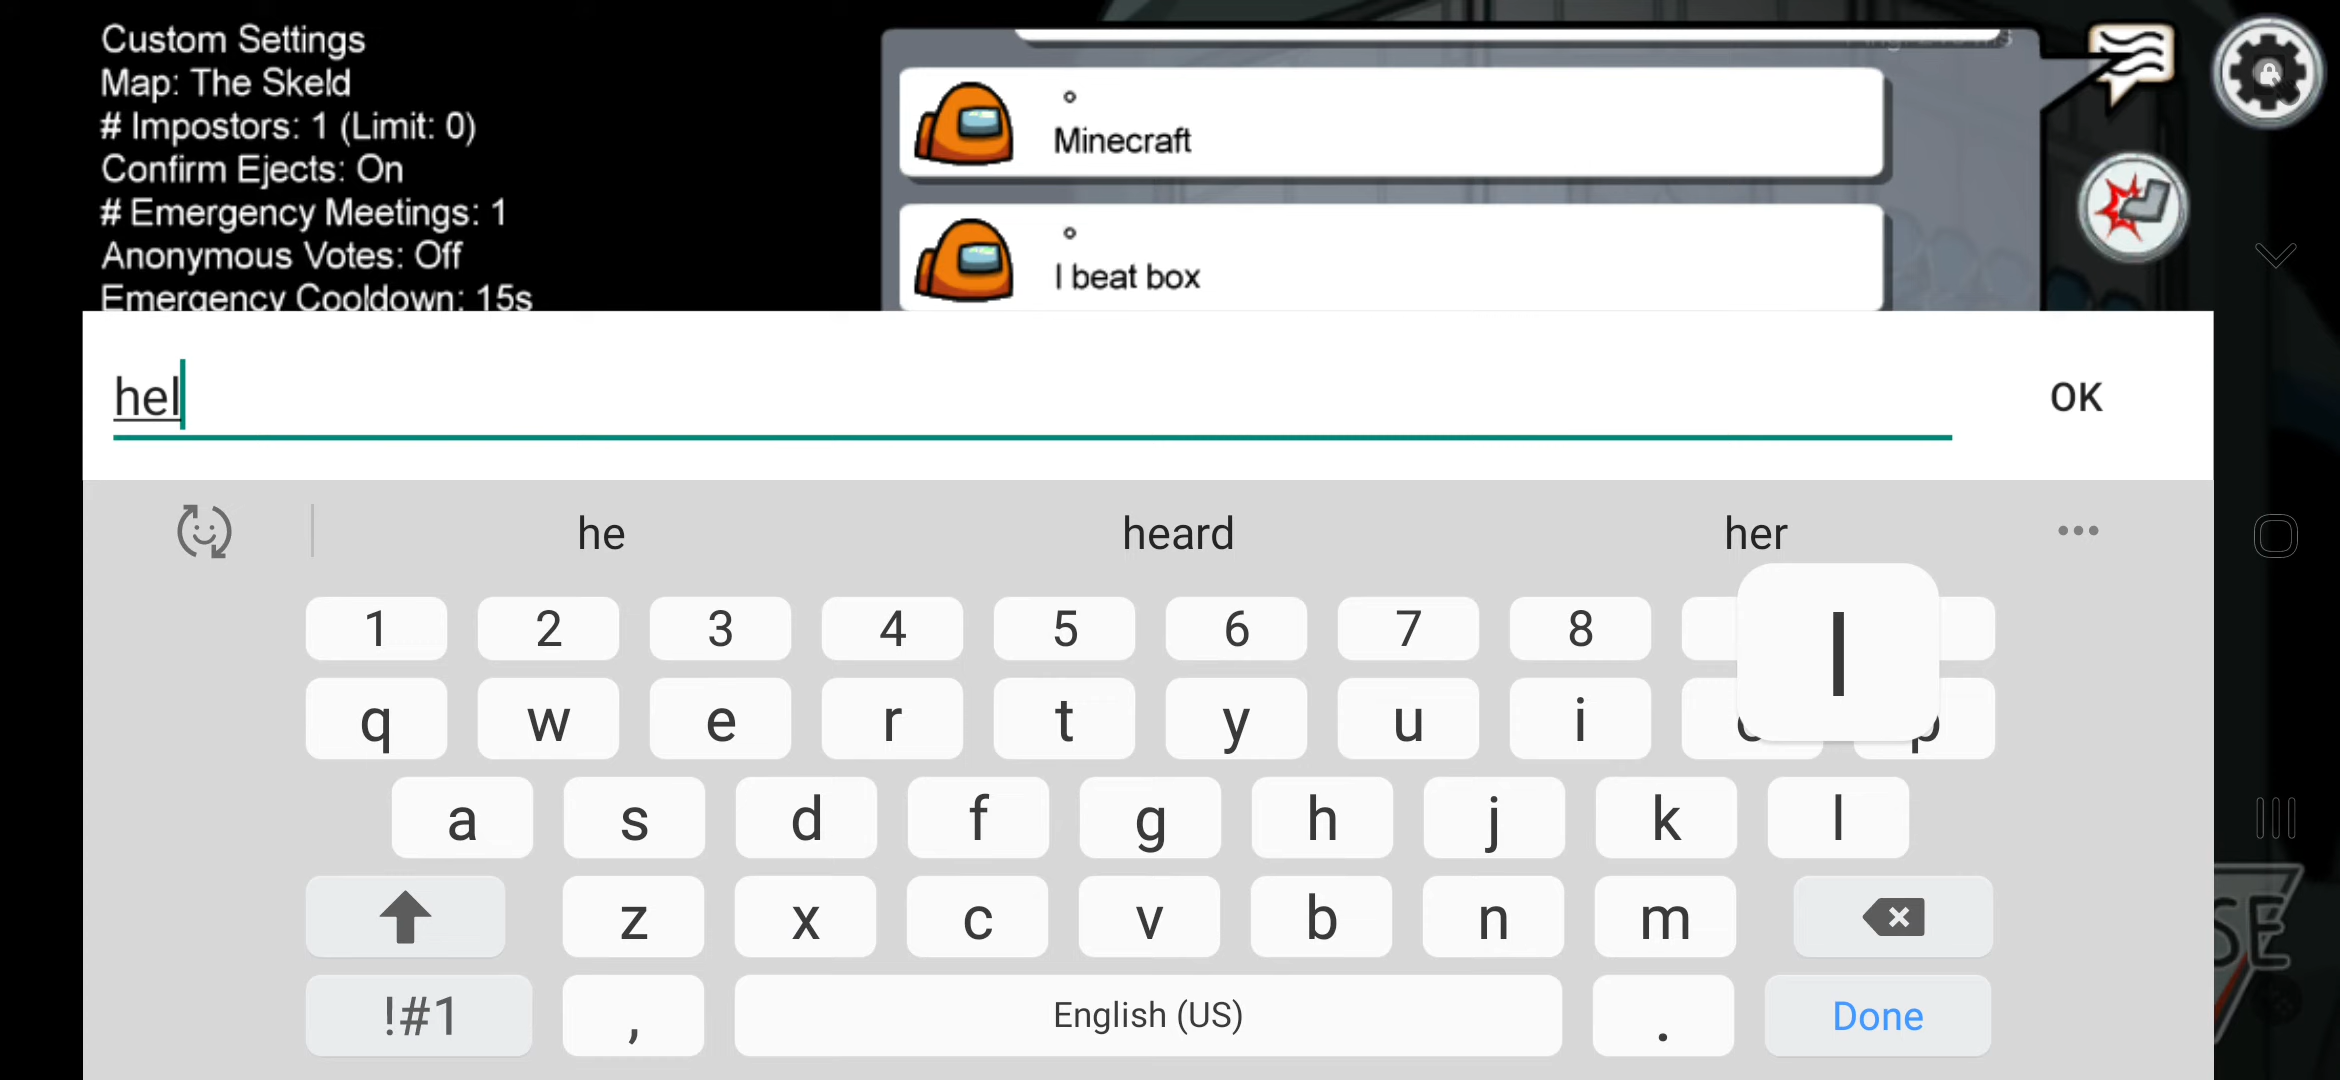 Custom Settings
Map: The Skeld
# Impostors: 1 (Limit: 0)
Confirm Ejects: On
# Emergency Meetings: 1
Anonymous Votes: Off
Emergency Cooldown: 15s
°
Minecraft
°
I beat box
hel
OK
he heard her
1 2 3 4 5 6 7 8
l
q w e r t y u i o p
a s d f g h j k l
z x c v b n m
!#1 , English (US) . Done